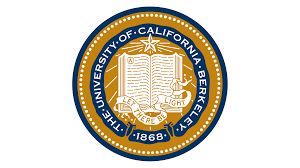 ·THE·UNIVERSITY·OF·CALIFORNIA·BERKELEY·
A
LET THERE BE LIGHT
·1868·